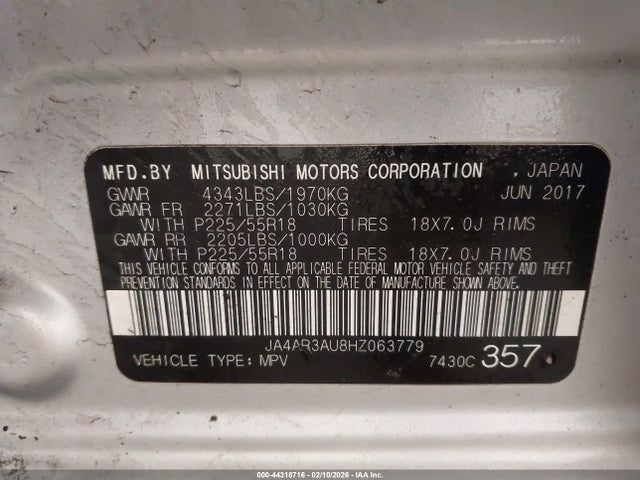 MFD.BY MITSUBISHI MOTORS CORPORATION . JAPAN
GVWR 4343LBS/1970KG JUN 2017
GAWR FR 2271LBS/1030KG
WITH P225/55R18 TIRES 18X7.0J RIMS
GAWR RR 2205LBS/1000KG
WITH P225/55R18 TIRES 18X7.0J RIMS
THIS VEHICLE CONFORMS TO ALL APPLICABLE FEDERAL MOTOR VEHICLE SAFETY AND THEFT
PREVENTION STANDARDS IN EFFECT ON THE DATE OF MANUFACTURE SHOWN ABOVE.
JA4AR3AU8HZ063779
VEHICLE TYPE: MPV 7430C 357
000-44318716 - 02/10/2026 - IAA Inc.